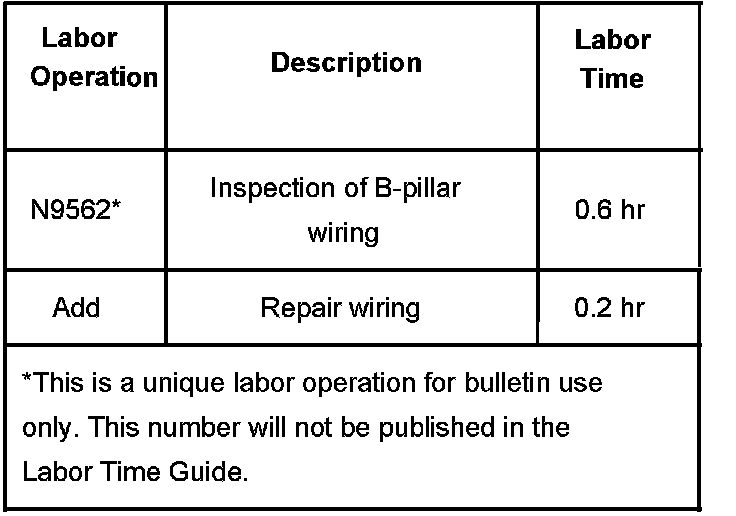 Labor
Operation
Description
Labor
Time
N9562*
Inspection of B-pillar
wiring
0.6 hr
Add
Repair wiring
0.2 hr
*This is a unique labor operation for bulletin use
only. This number will not be published in the
Labor Time Guide.